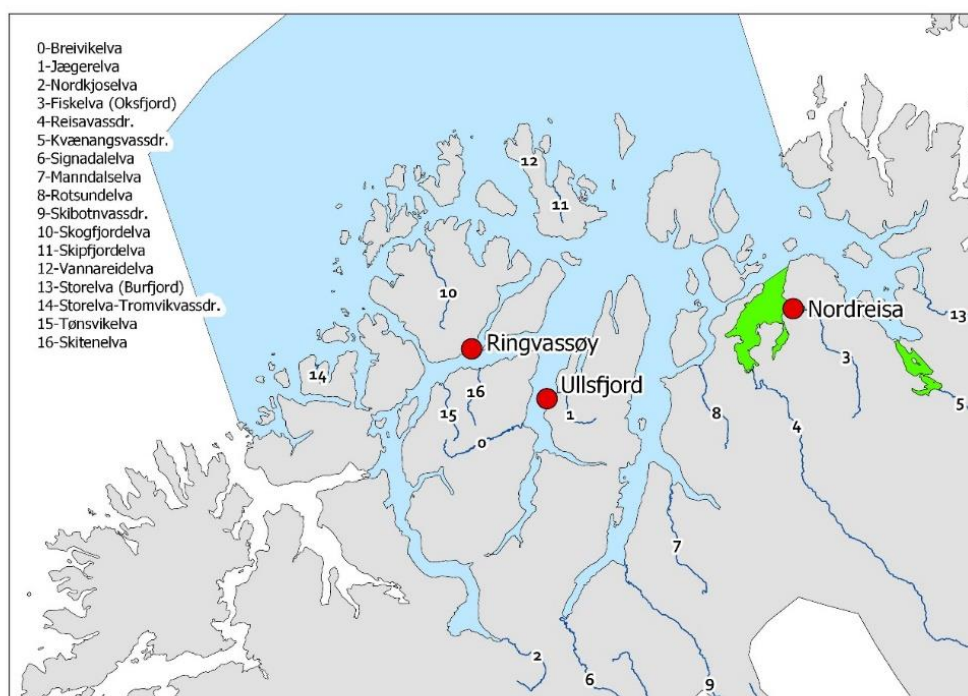 0-Breivikelva
1-Jægerelva
2-Nordkjoselva
3-Fiskelva (Oksfjord)
4-Reisavassdr.
5-Kvænangsvassdr.
6-Signadalelva
7-Manndalselva
8-Rotsundelva
9-Skibotnvassdr.
10-Skogfjordelva
11-Skipfjordelva
12-Vannareidelva
13-Storelva (Burfjord)
14-Storelva-Tromvikvassdr.
15-Tønsvikelva
16-Skitenelva
12
11
10
Nordreisa
13
Ringvassøy
3
14
Ullsfjord
16
15
1
8
5
0
4
7
2
6
9